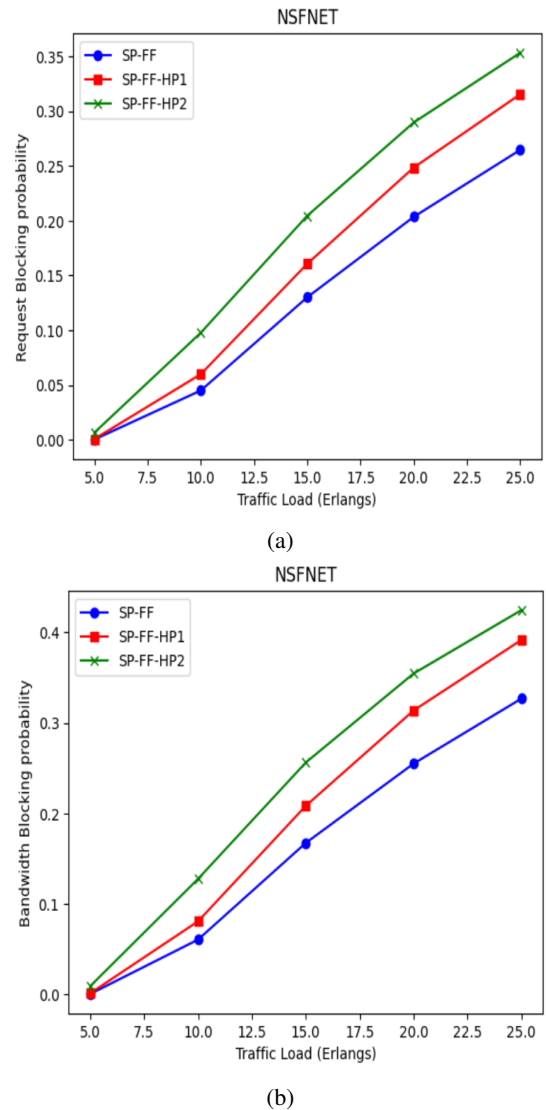 NSFNET
SP-FF
SP-FF-HP1
SP-FF-HP2
Request Blocking probability
0.35
0.30
0.25
0.20
0.15
0.10
0.05
0.00
5.0 7.5 10.0 12.5 15.0 17.5 20.0 22.5 25.0
Traffic Load (Erlangs)
(a)
NSFNET
SP-FF
SP-FF-HP1
SP-FF-HP2
Bandwidth Blocking probability
0.4
0.3
0.2
0.1
0.0
5.0 7.5 10.0 12.5 15.0 17.5 20.0 22.5 25.0
Traffic Load (Erlangs)
(b)